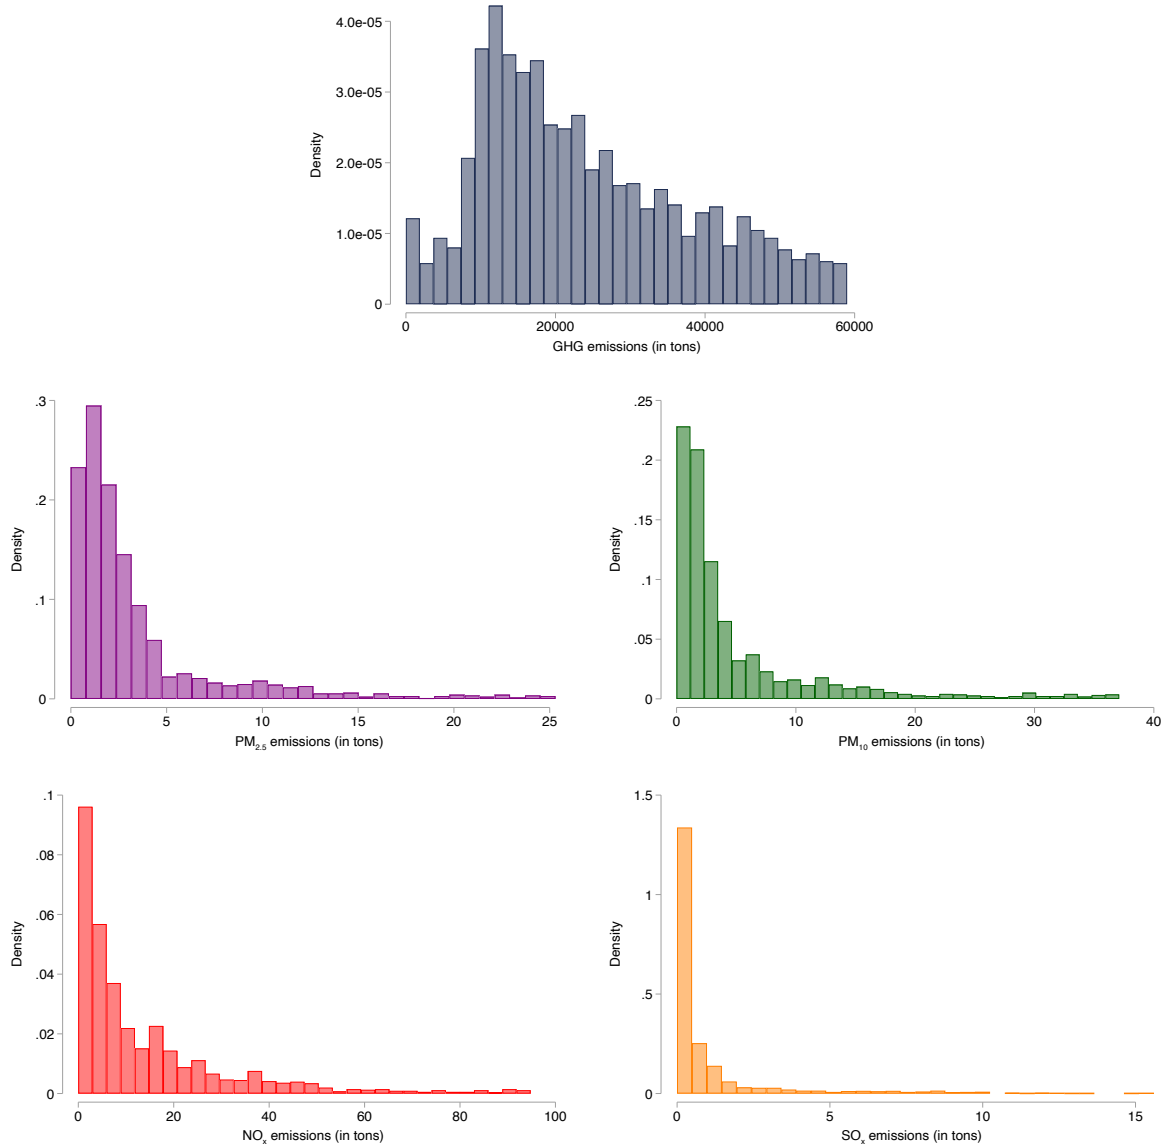 4.0e-05
3.0e-05
2.0e-05
1.0e-05
0
Density
0 20000 40000 60000
GHG emissions (in tons)
.3
.2
.1
0
Density
0 5 10 15 20 25
PM2.5 emissions (in tons)
.25
.2
.15
.1
.05
0
Density
0 10 20 30 40
PM10 emissions (in tons)
.1
.08
.06
.04
.02
0
Density
0 20 40 60 80 100
NOx emissions (in tons)
1.5
1
.5
0
Density
0 5 10 15
SOx emissions (in tons)